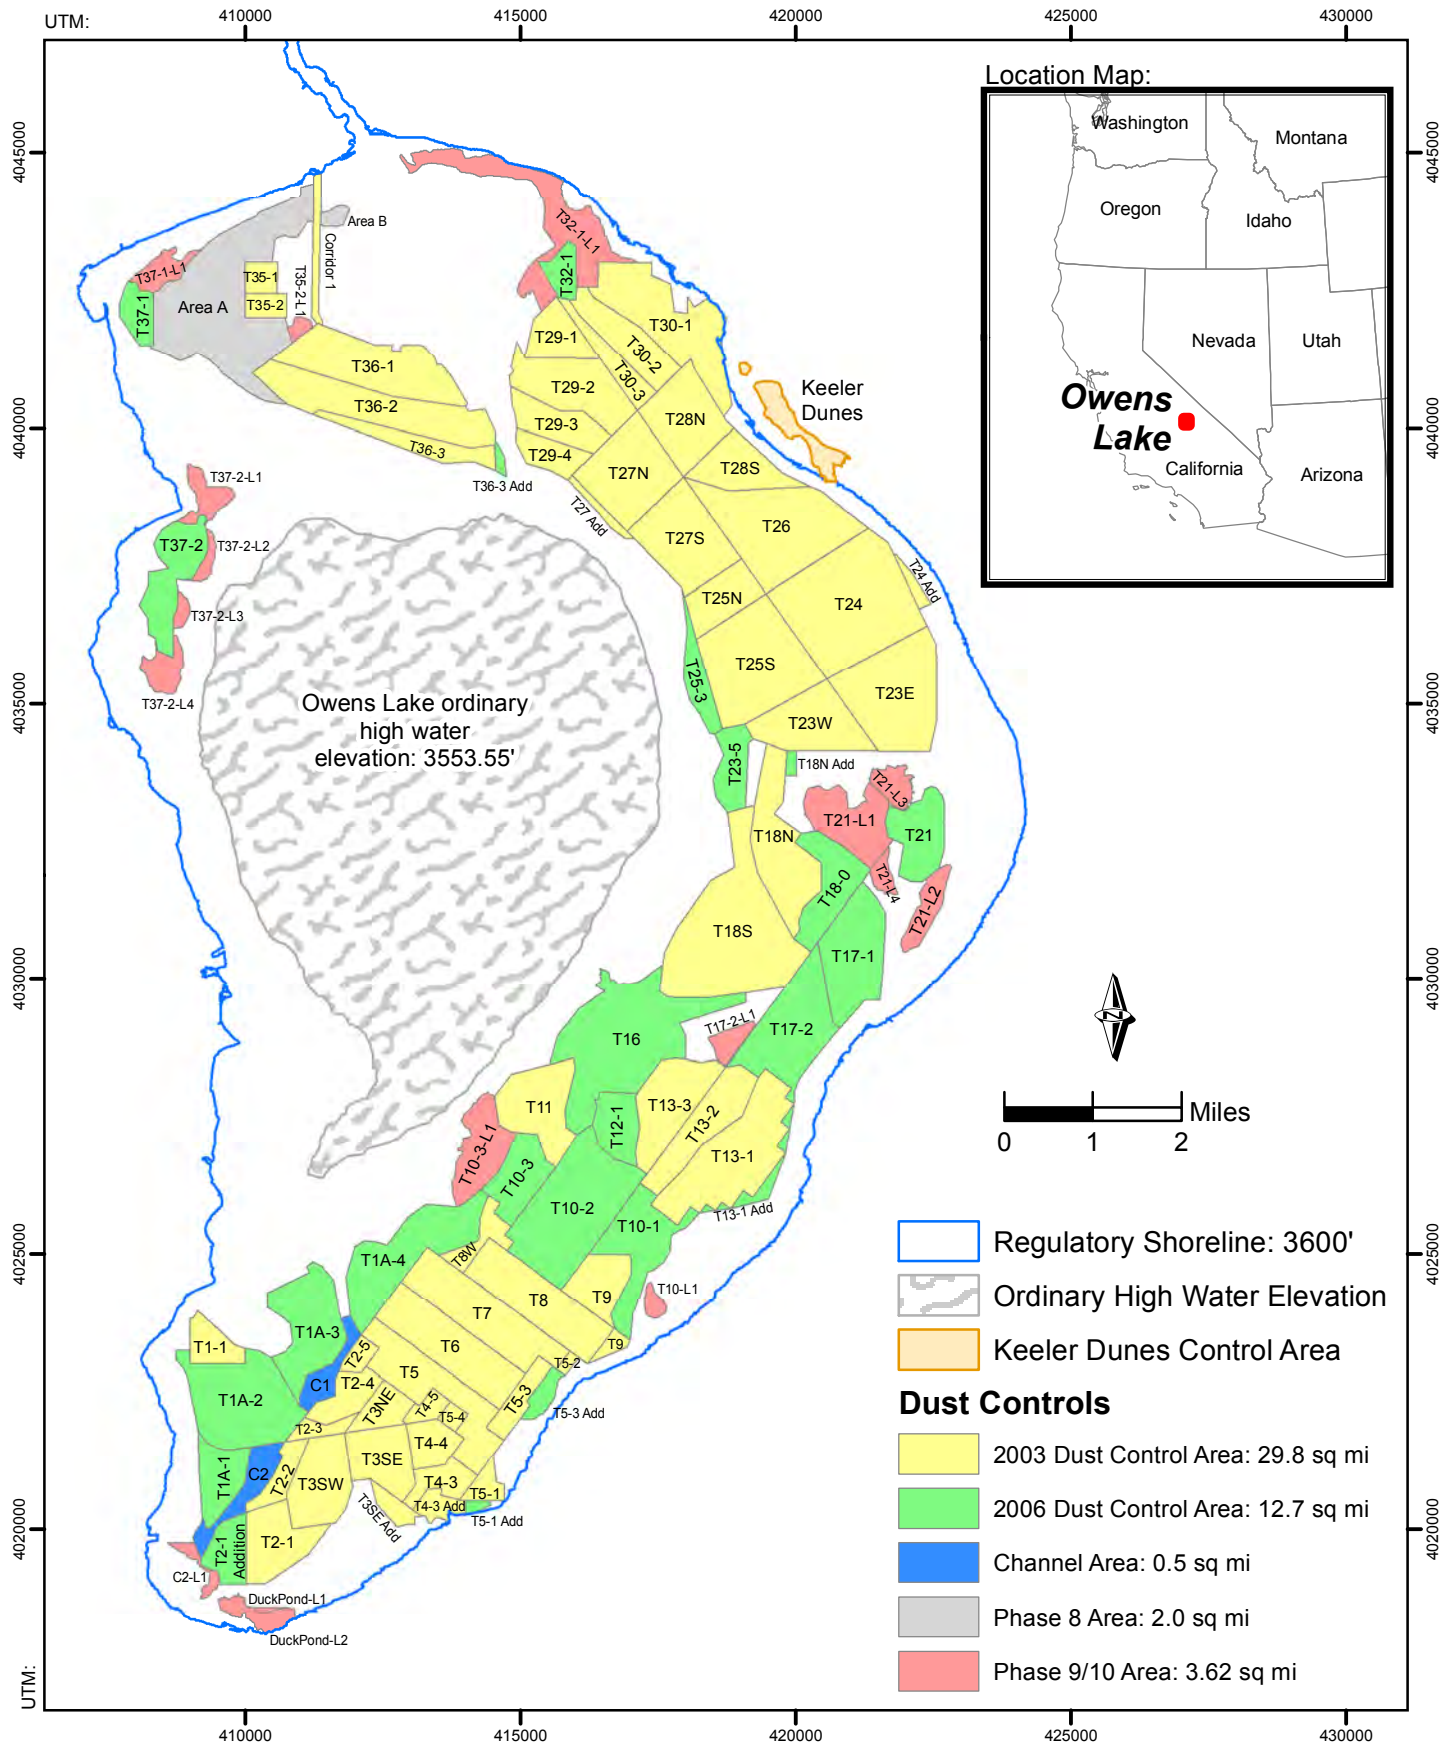 UTM:
410000
415000
420000
425000
430000
4045000
4040000
4035000
4030000
4025000
4020000
4045000
4040000
4035000
4030000
4025000
4020000
Location Map:
Washington
Montana
Oregon
Idaho
Nevada
Utah
Owens
Lake
California
Arizona
Area B
Corridor 1
T37-1-L1
T35-1
T35-2
T35-2-L1
Area A
T37-1
T32-1-L1
T32-1
T30-1
T30-2
T30-3
T29-1
T29-2
T29-3
T29-4
T36-1
T36-2
T36-3
T36-3 Add
T28N
T28S
T27N
T27 Add
T27S
T26
Keeler
Dunes
T37-2-L1
T37-2
T37-2-L2
T37-2-L3
T37-2-L4
T25N
T24
T24 Add
T25S
T25-3
T23E
T23W
T23-5
Owens Lake ordinary
high water
elevation: 3553.55'
T18N Add
T21-L3
T21-L1
T21
T18N
T18-0
T21-L4
T21-L2
T18S
T17-1
T17-2-L1
T17-2
T16
T11
T12-1
T13-3
T13-2
T13-1
T13-1 Add
T10-3-L1
T10-3
T10-2
T10-1
T10-L1
T1A-4
T8W
T8
T9
T7
T9
T6
T5-2
T5
T5-3
T5-3 Add
T1A-3
T1-1
T2-5
C1
T2-4
T3NE
T4-5
T5-4
T1A-2
T2-3
T4-4
T3SE
T4-3
T5-1
T4-3 Add
T5-1 Add
T3SE Add
T1A-1
C2
T2-2
T3SW
T2-1
Addition
T2-1
C2-L1
DuckPond-L1
DuckPond-L2
N
Miles
0
1
2
Regulatory Shoreline: 3600'
Ordinary High Water Elevation
Keeler Dunes Control Area
Dust Controls
2003 Dust Control Area: 29.8 sq mi
2006 Dust Control Area: 12.7 sq mi
Channel Area: 0.5 sq mi
Phase 8 Area: 2.0 sq mi
Phase 9/10 Area: 3.62 sq mi
UTM:
410000
415000
420000
425000
430000